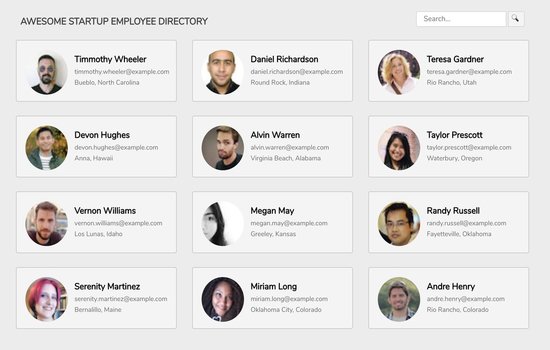 AWESOME STARTUP EMPLOYEE DIRECTORY
Search...
Timmothy Wheeler
timmothy.wheeler@example.com
Bueblo, North Carolina
Daniel Richardson
daniel.richardson@example.com
Round Rock, Indiana
Teresa Gardner
teresa.gardner@example.com
Rio Rancho, Utah
Devon Hughes
devon.hughes@example.com
Anna, Hawaii
Alvin Warren
alvin.warren@example.com
Virginia Beach, Alabama
Taylor Prescott
taylor.prescott@example.com
Waterbury, Oregon
Vernon Williams
vernon.williams@example.com
Los Lunas, Idaho
Megan May
megan.may@example.com
Greeley, Kansas
Randy Russell
randy.russell@example.com
Fayetteville, Oklahoma
Serenity Martinez
serenity.martinez@example.com
Bernalillo, Maine
Miriam Long
miriam.long@example.com
Oklahoma City, Colorado
Andre Henry
andre.henry@example.com
Rio Rancho, Colorado